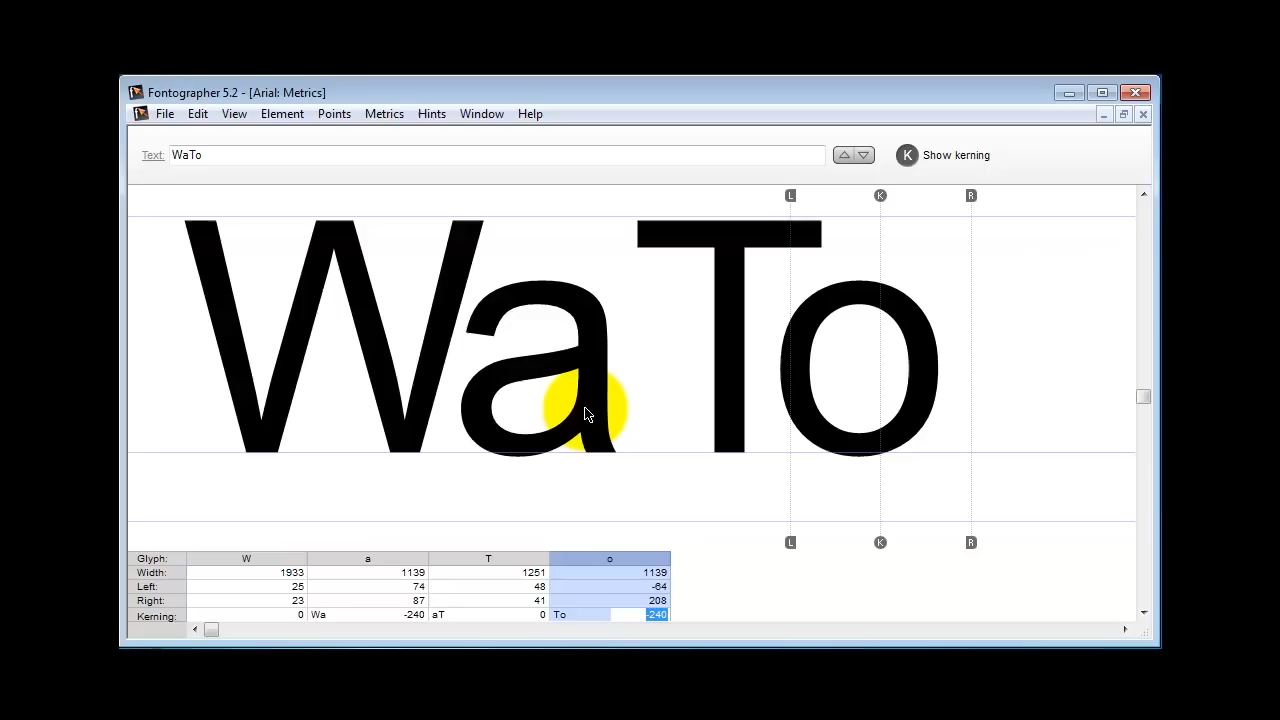 Fontographer 5.2 - [Arial: Metrics]
File Edit View Element Points Metrics Hints Window Help
Text: WaTo K Show kerning
L K R
WaTo
L K R
Glyph: W a T o
Width: 1933 1139 1251 1139
Left: 25 74 48 -64
Right: 23 87 41 208
Kerning: 0 Wa -240 aT 0 To -240